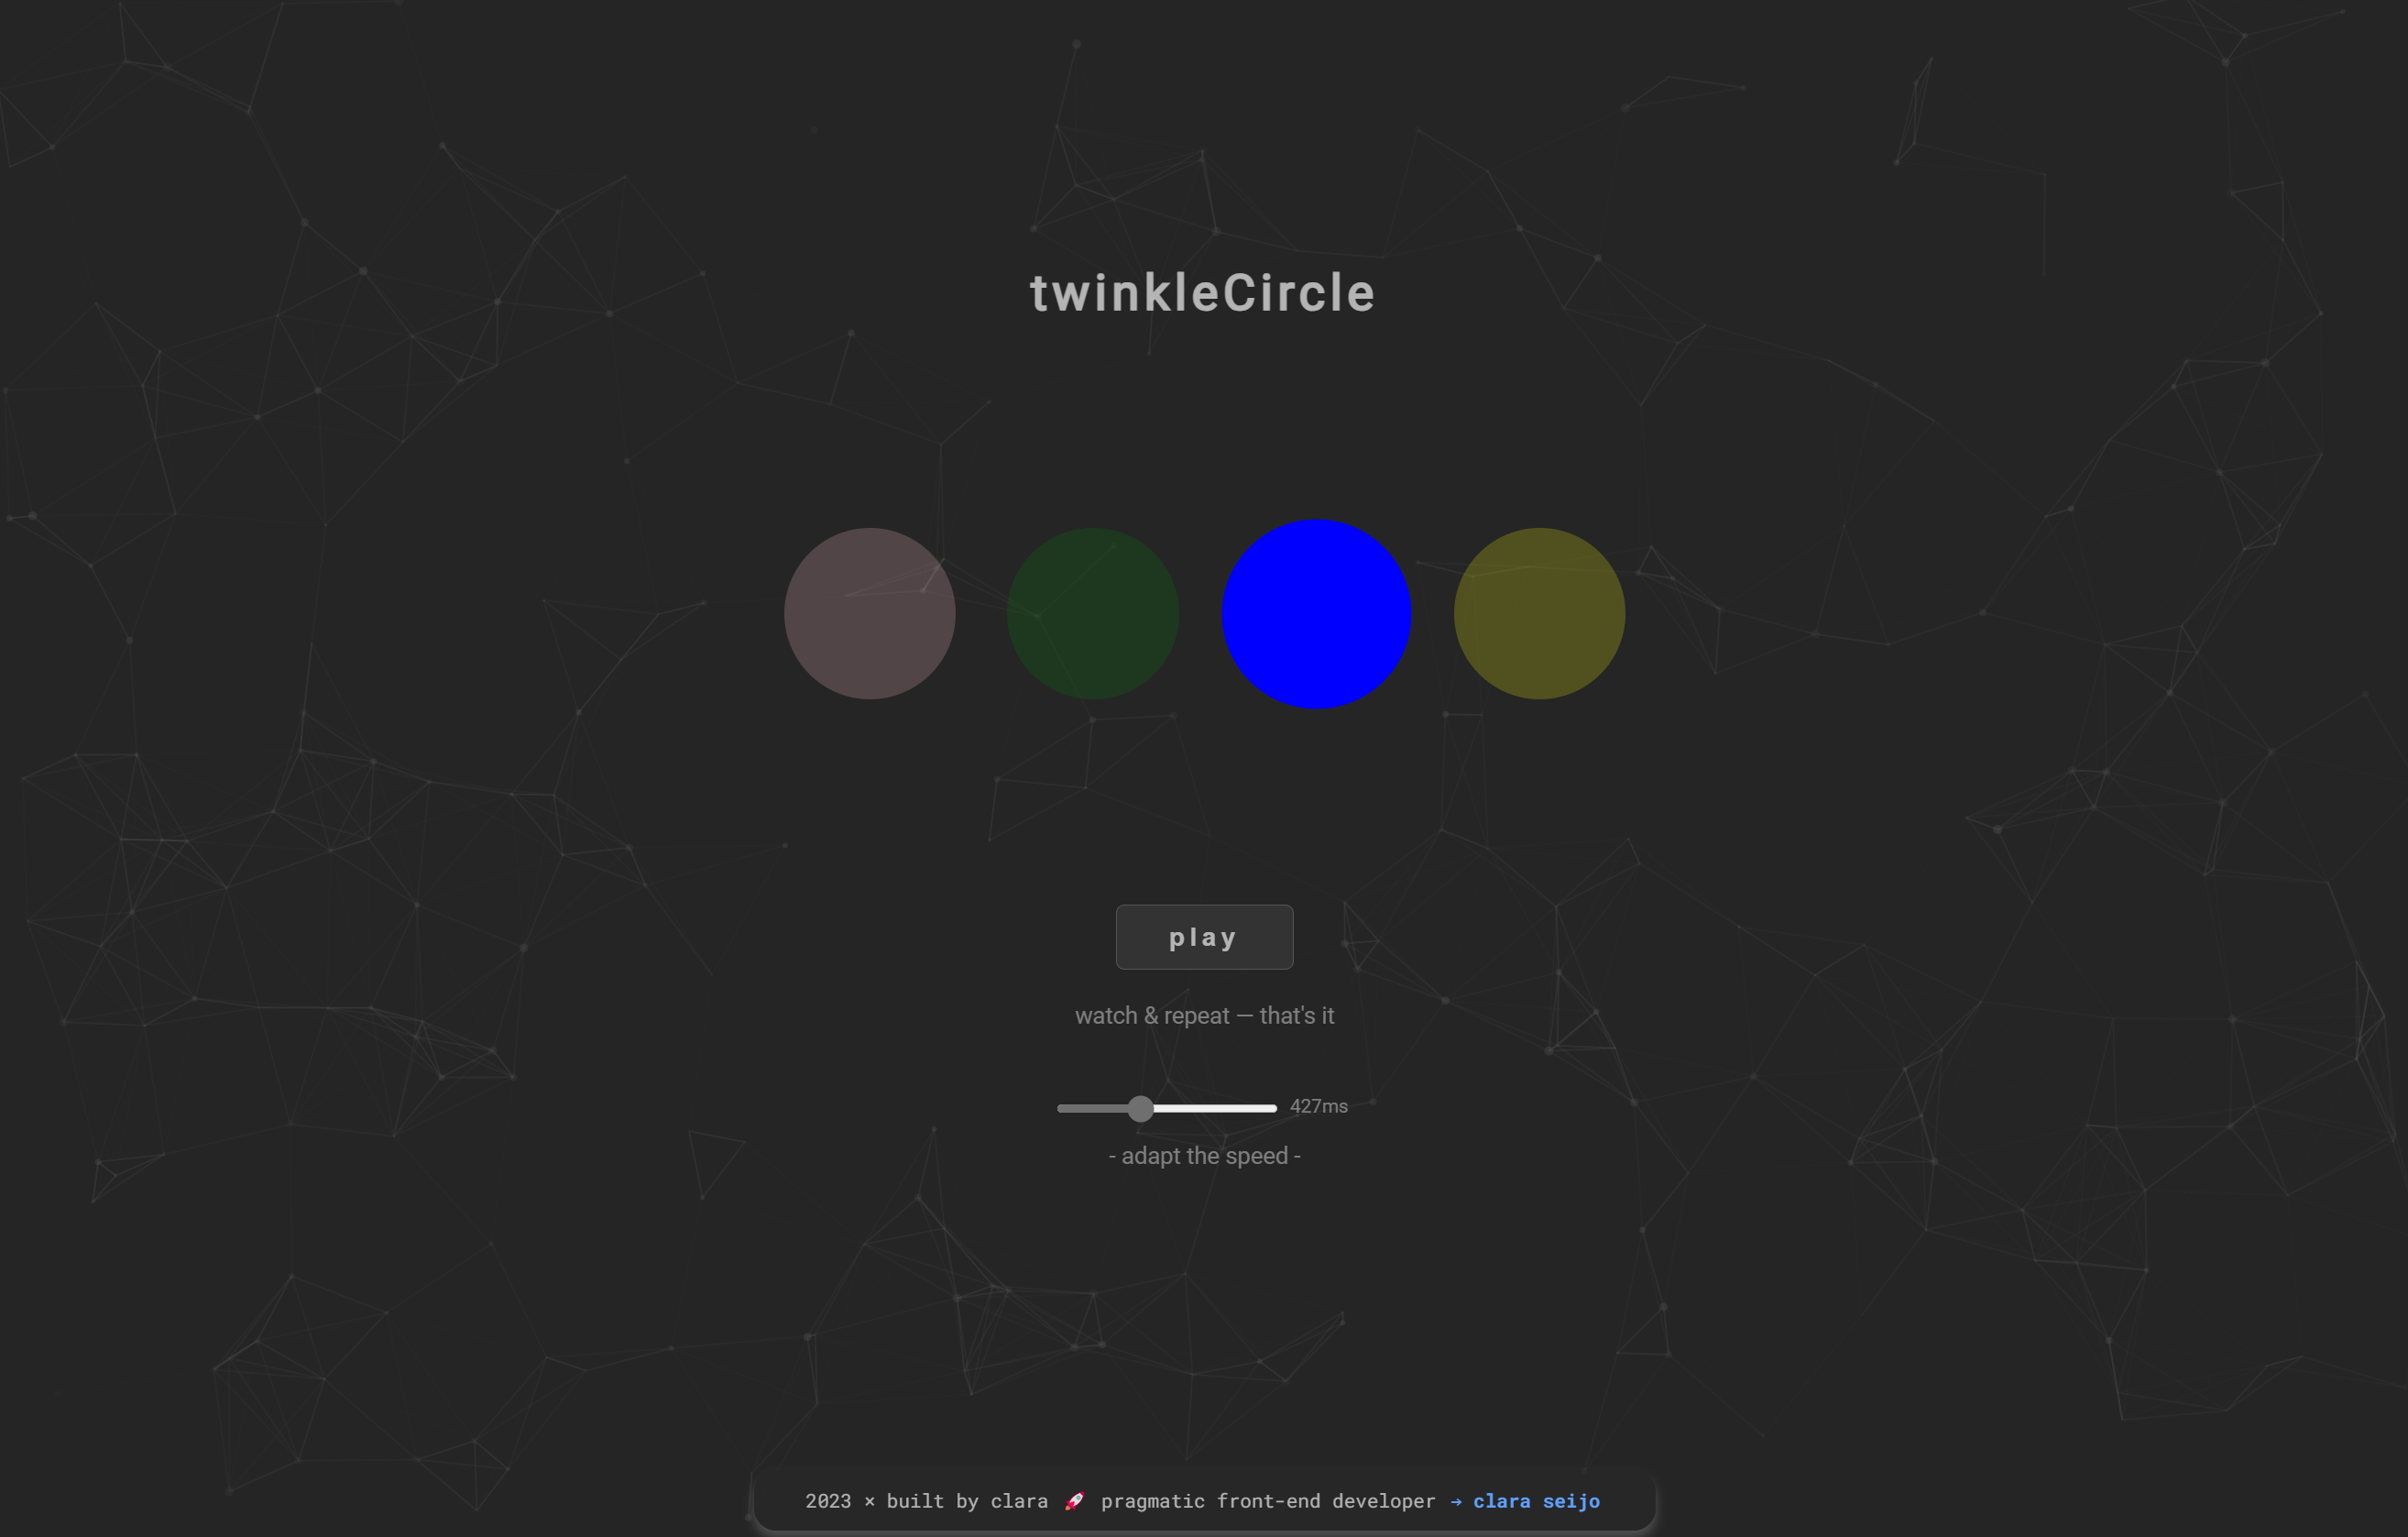 twinkleCircle
play
watch & repeat — that's it
427ms
- adapt the speed -
2023 × built by clara 🚀 pragmatic front-end developer → clara seijo